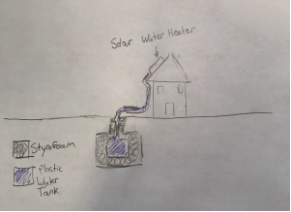 Solar Water Heater
Styrofoam
Plastic
Water
Tank.